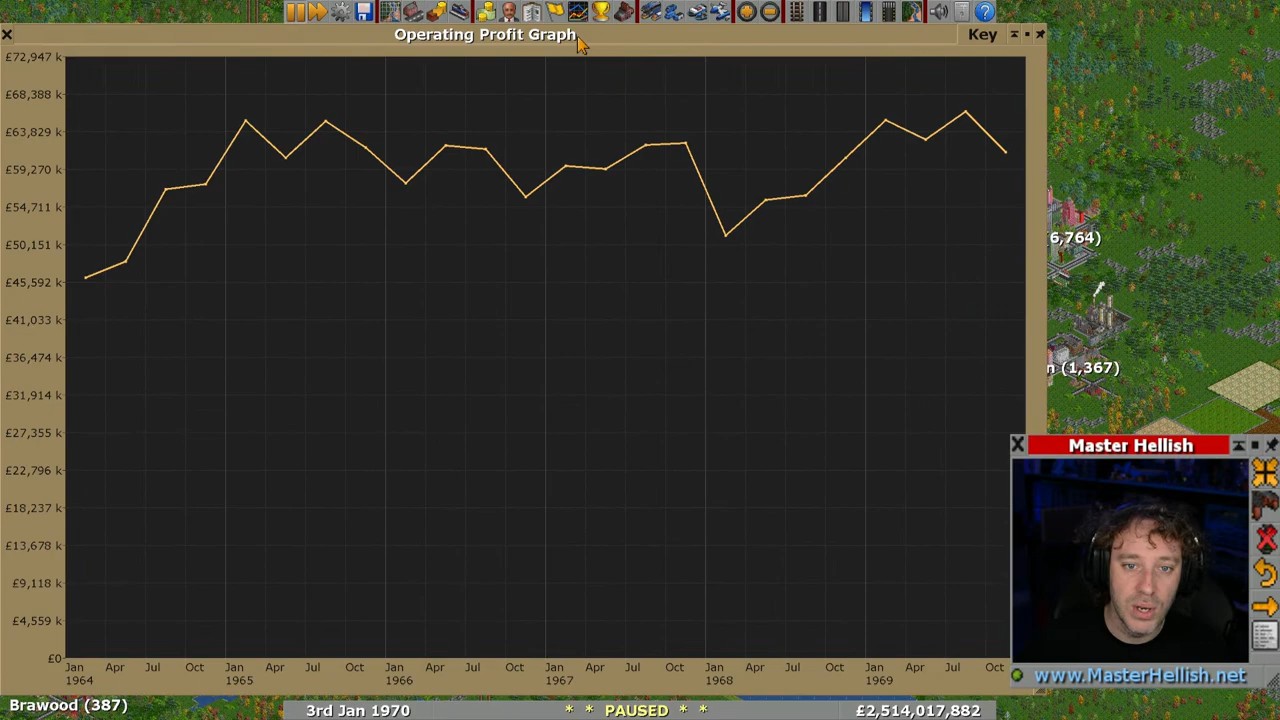 Operating Profit Graph
Key
£72,947 k
£68,388 k
£63,829 k
£59,270 k
£54,711 k
£50,151 k
£45,592 k
£41,033 k
£36,474 k
£31,914 k
£27,355 k
£22,796 k
£18,237 k
£13,678 k
£9,118 k
£4,559 k
£0
Jan Apr Jul Oct Jan Apr Jul Oct Jan Apr Jul Oct Jan Apr Jul Oct Jan Apr Jul Oct Jan Apr Jul Oct
1964 1965 1966 1967 1968 1969
(6,764)
n (1,367)
Master Hellish
www.MasterHellish.net
Brawood (387)
3rd Jan 1970
* * PAUSED * *
£2,514,017,882